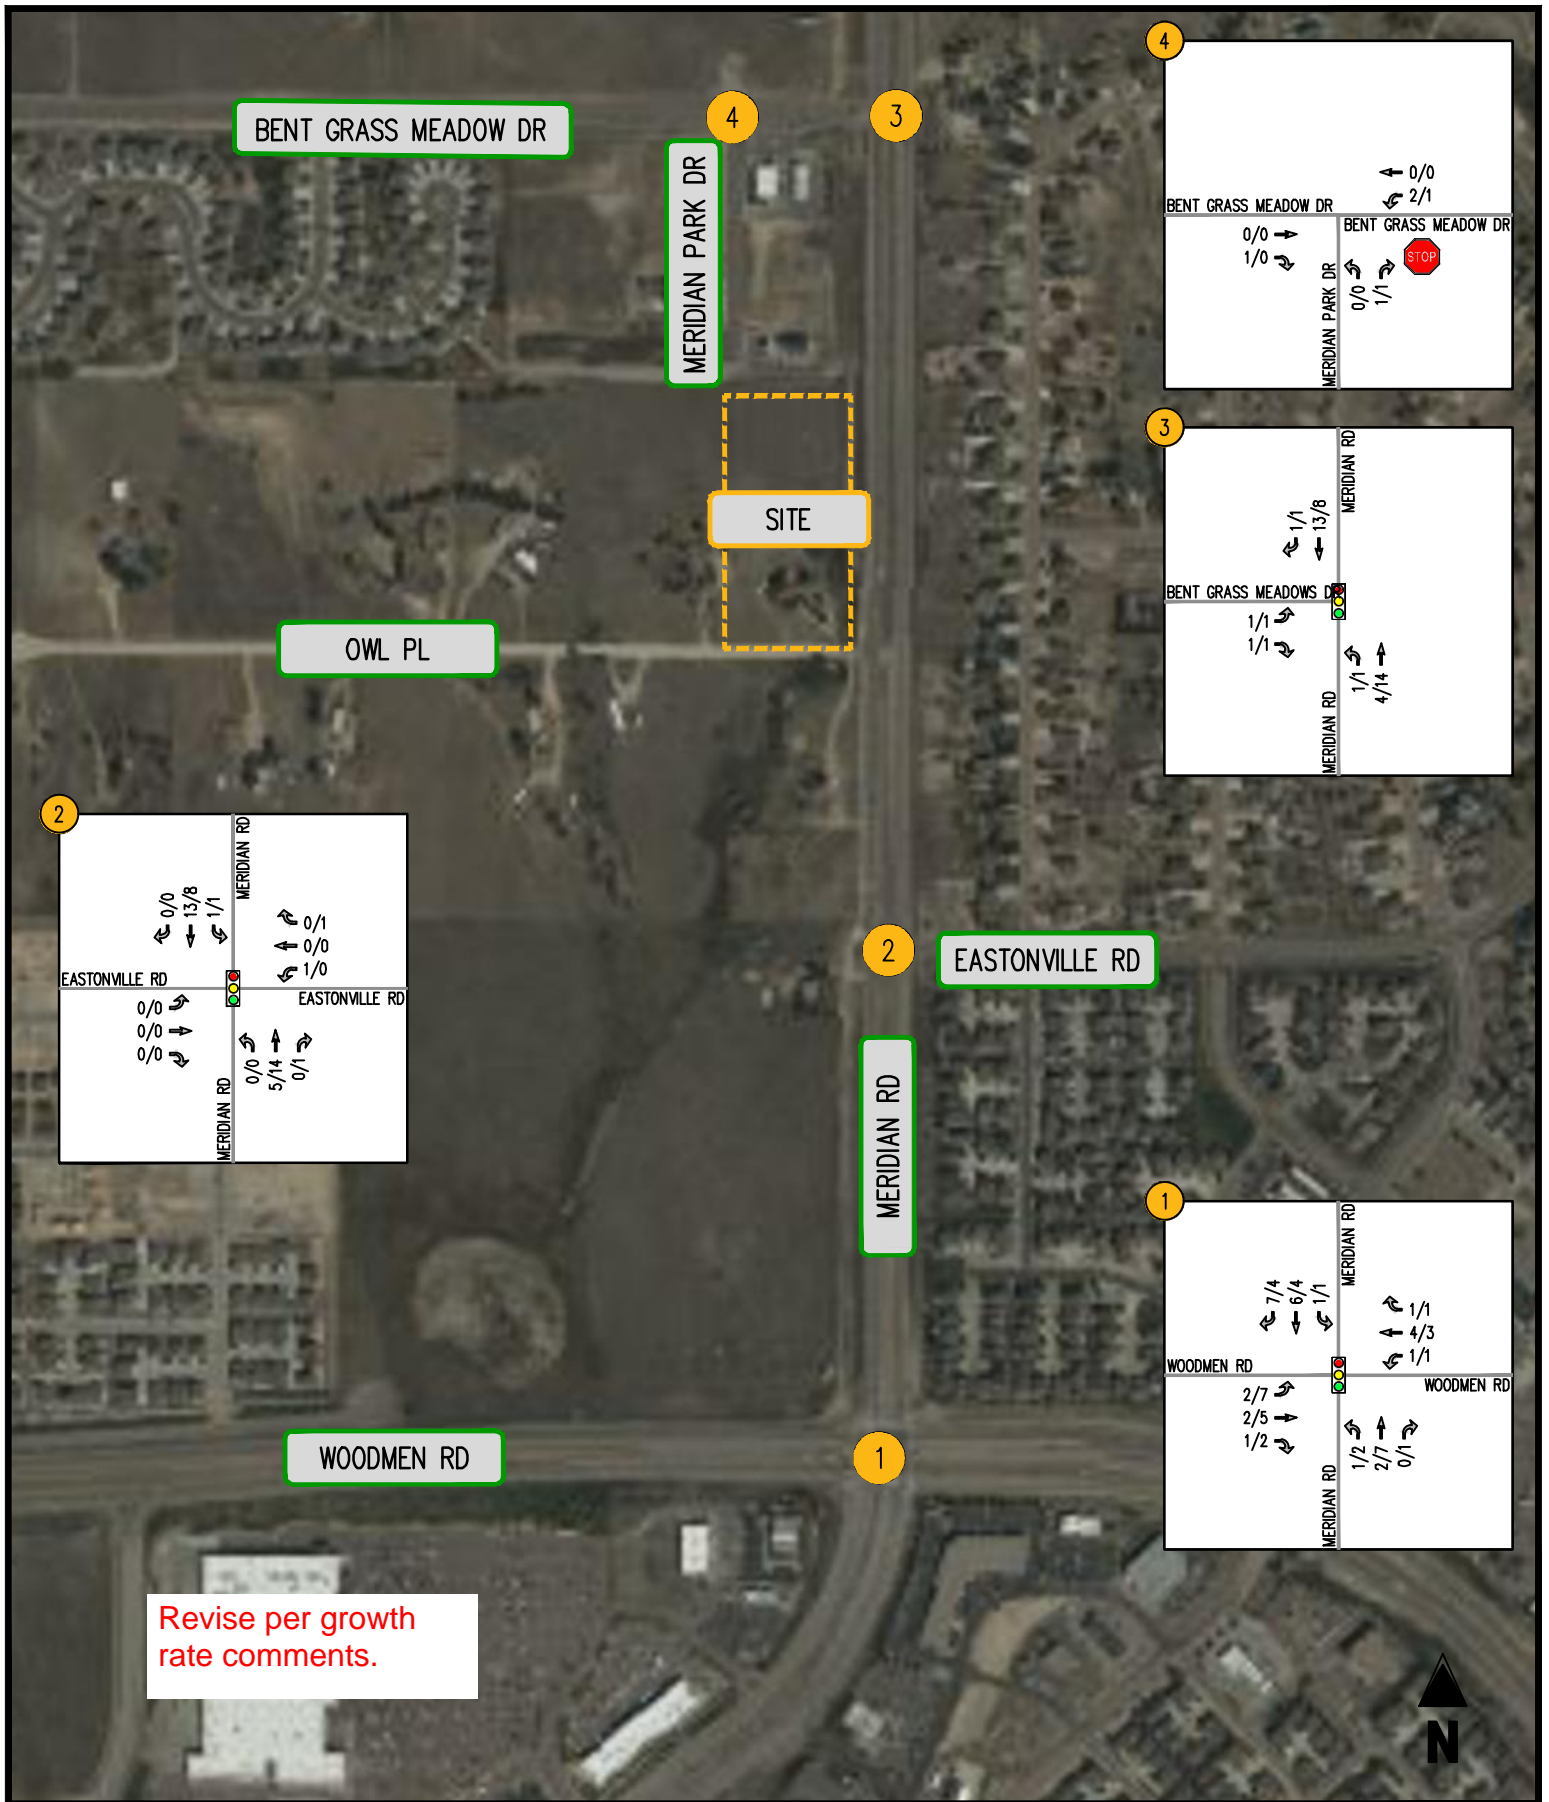 4
BENT GRASS MEADOW DR
4
3
MERIDIAN PARK DR
0/0
2/1
BENT GRASS MEADOW DR
BENT GRASS MEADOW DR
0/0
1/0
STOP
0/0
1/1
MERIDIAN PARK DR
3
MERIDIAN RD
1/1
13/8
BENT GRASS MEADOWS DR
1/1
1/1
1/1
4/14
MERIDIAN RD
SITE
OWL PL
2
MERIDIAN RD
0/0
13/8
1/1
0/1
0/0
1/0
EASTONVILLE RD
EASTONVILLE RD
0/0
0/0
0/0
0/0
5/14
0/1
MERIDIAN RD
2
EASTONVILLE RD
MERIDIAN RD
1
MERIDIAN RD
7/4
6/4
1/1
1/1
4/3
1/1
WOODMEN RD
WOODMEN RD
2/7
2/5
1/2
1/2
2/7
0/1
MERIDIAN RD
WOODMEN RD
1
Revise per growth
rate comments.
N